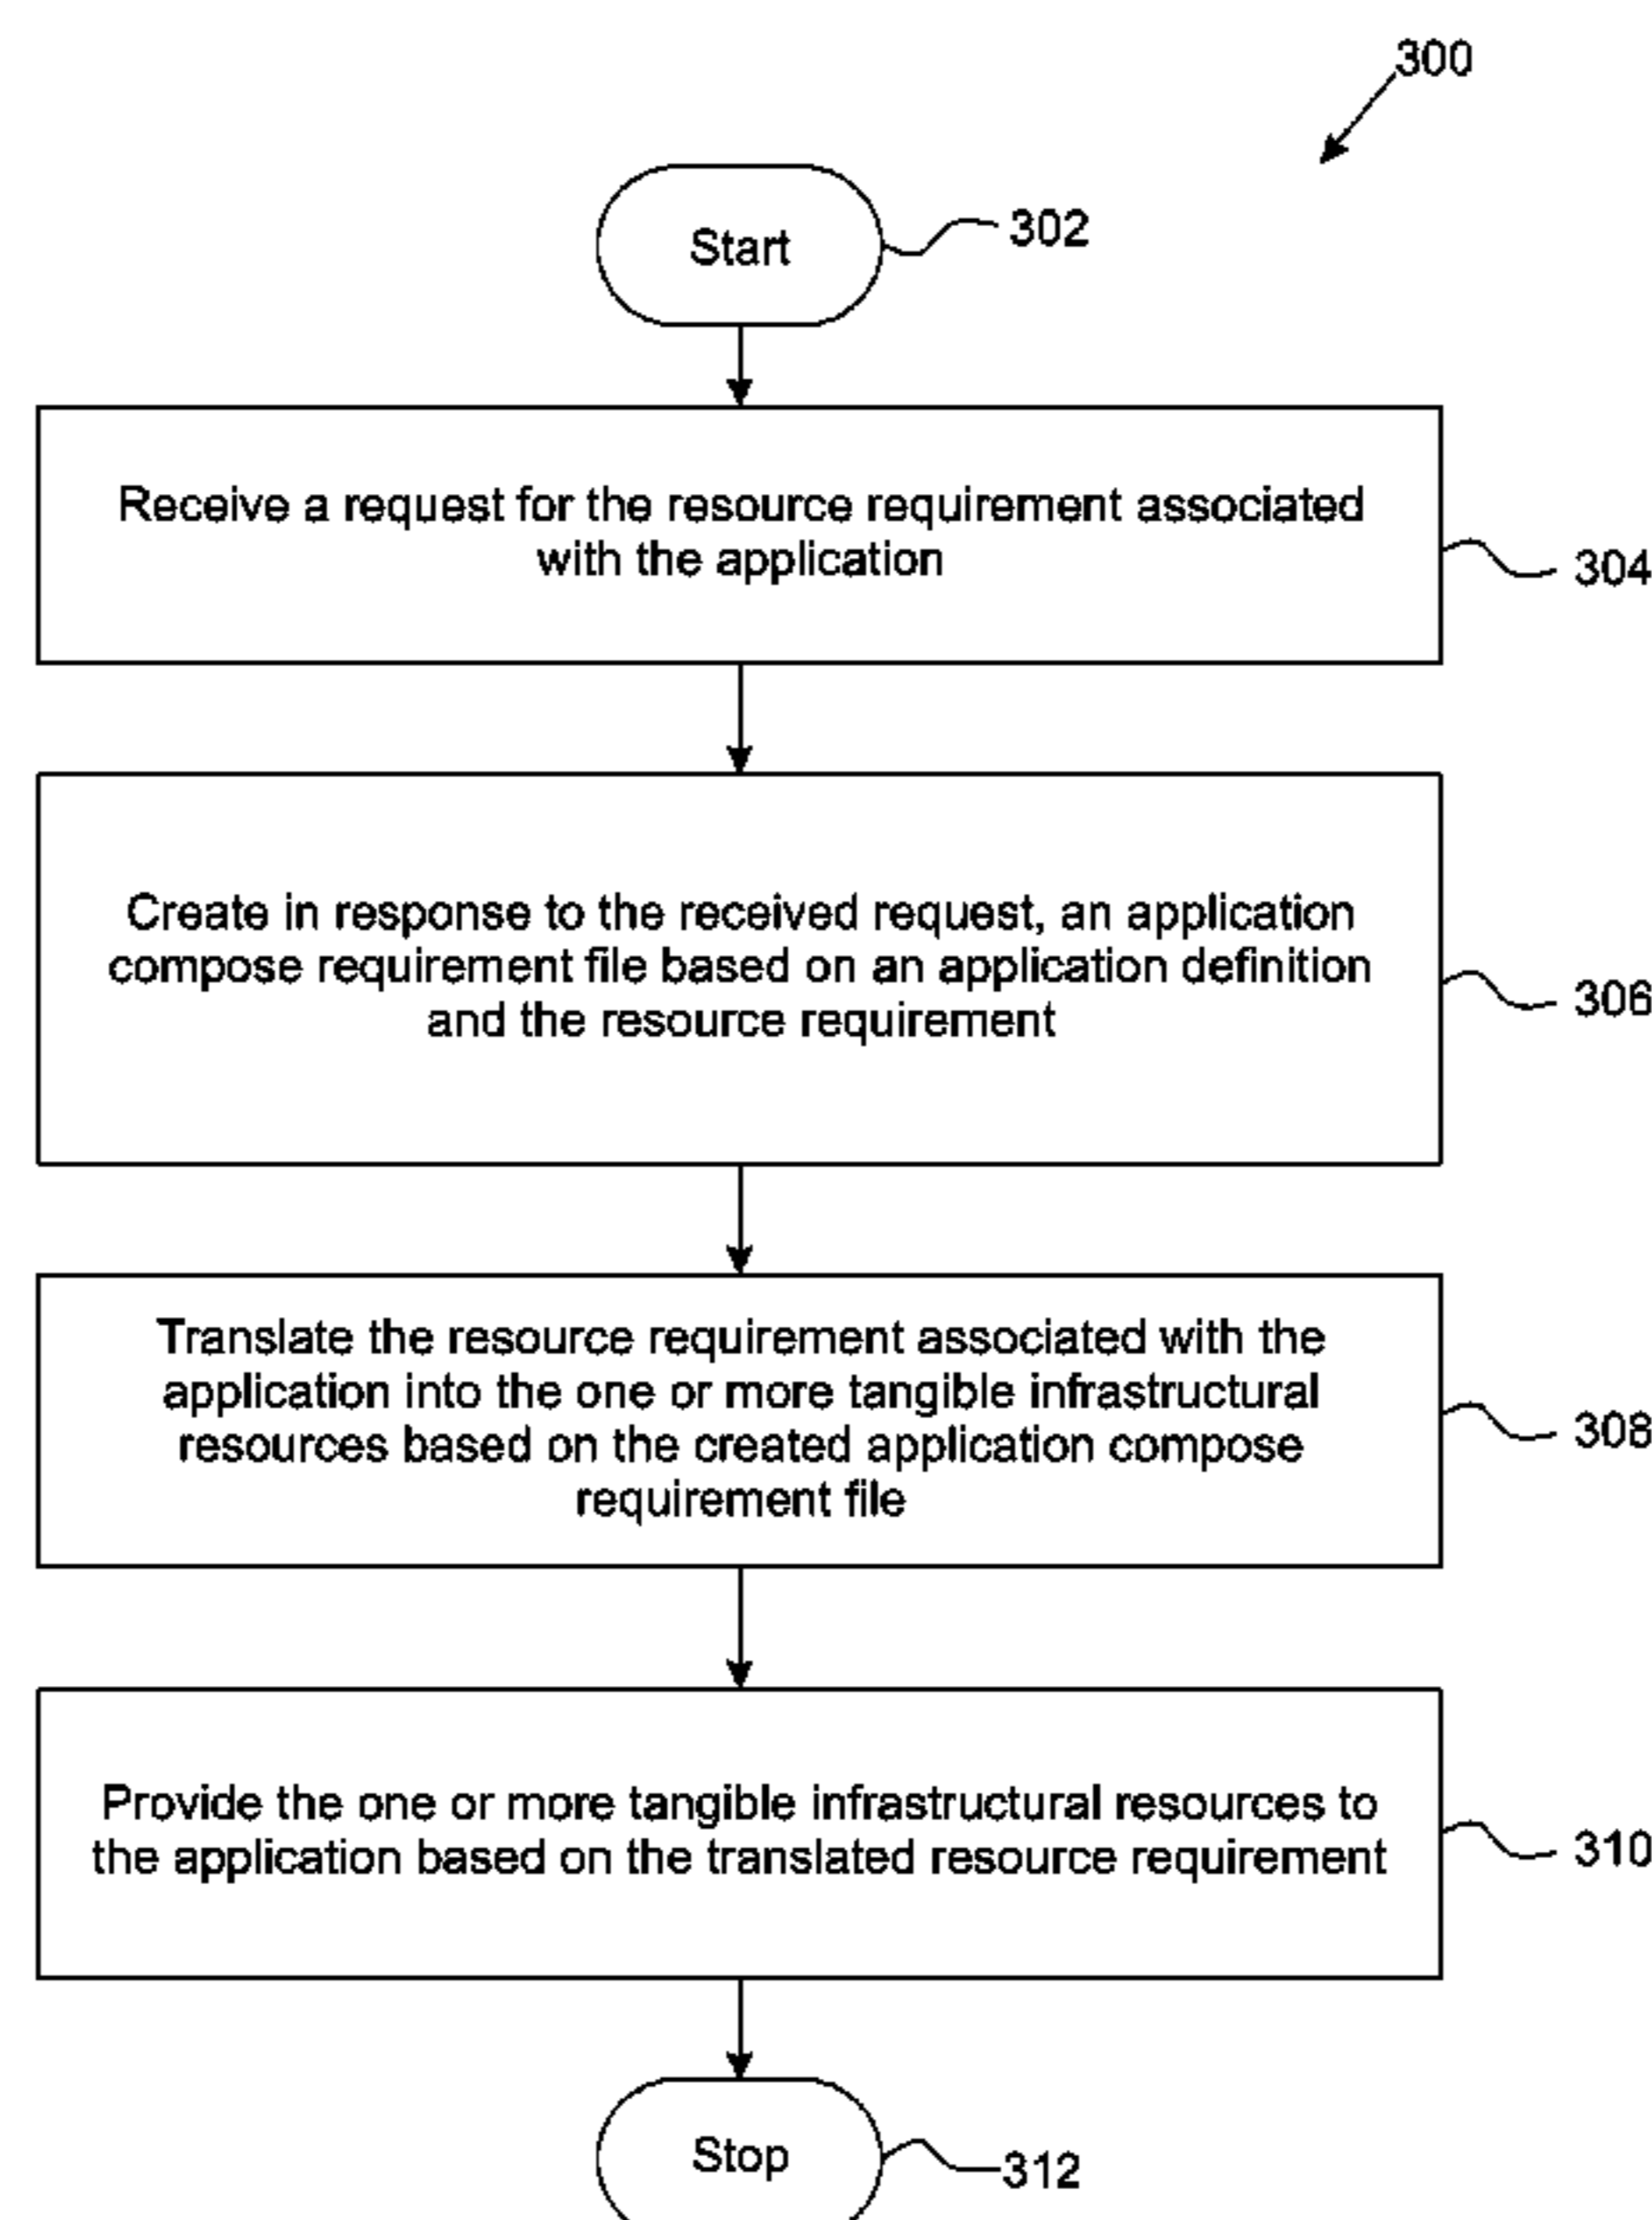 300
Start
302
Receive a request for the resource requirement associated
with the application
304
Create in response to the received request, an application
compose requirement file based on an application definition
and the resource requirement
306
Translate the resource requirement associated with the
application into the one or more tangible infrastructural
resources based on the created application compose
requirement file
308
Provide the one or more tangible infrastructural resources to
the application based on the translated resource requirement
310
Stop
312